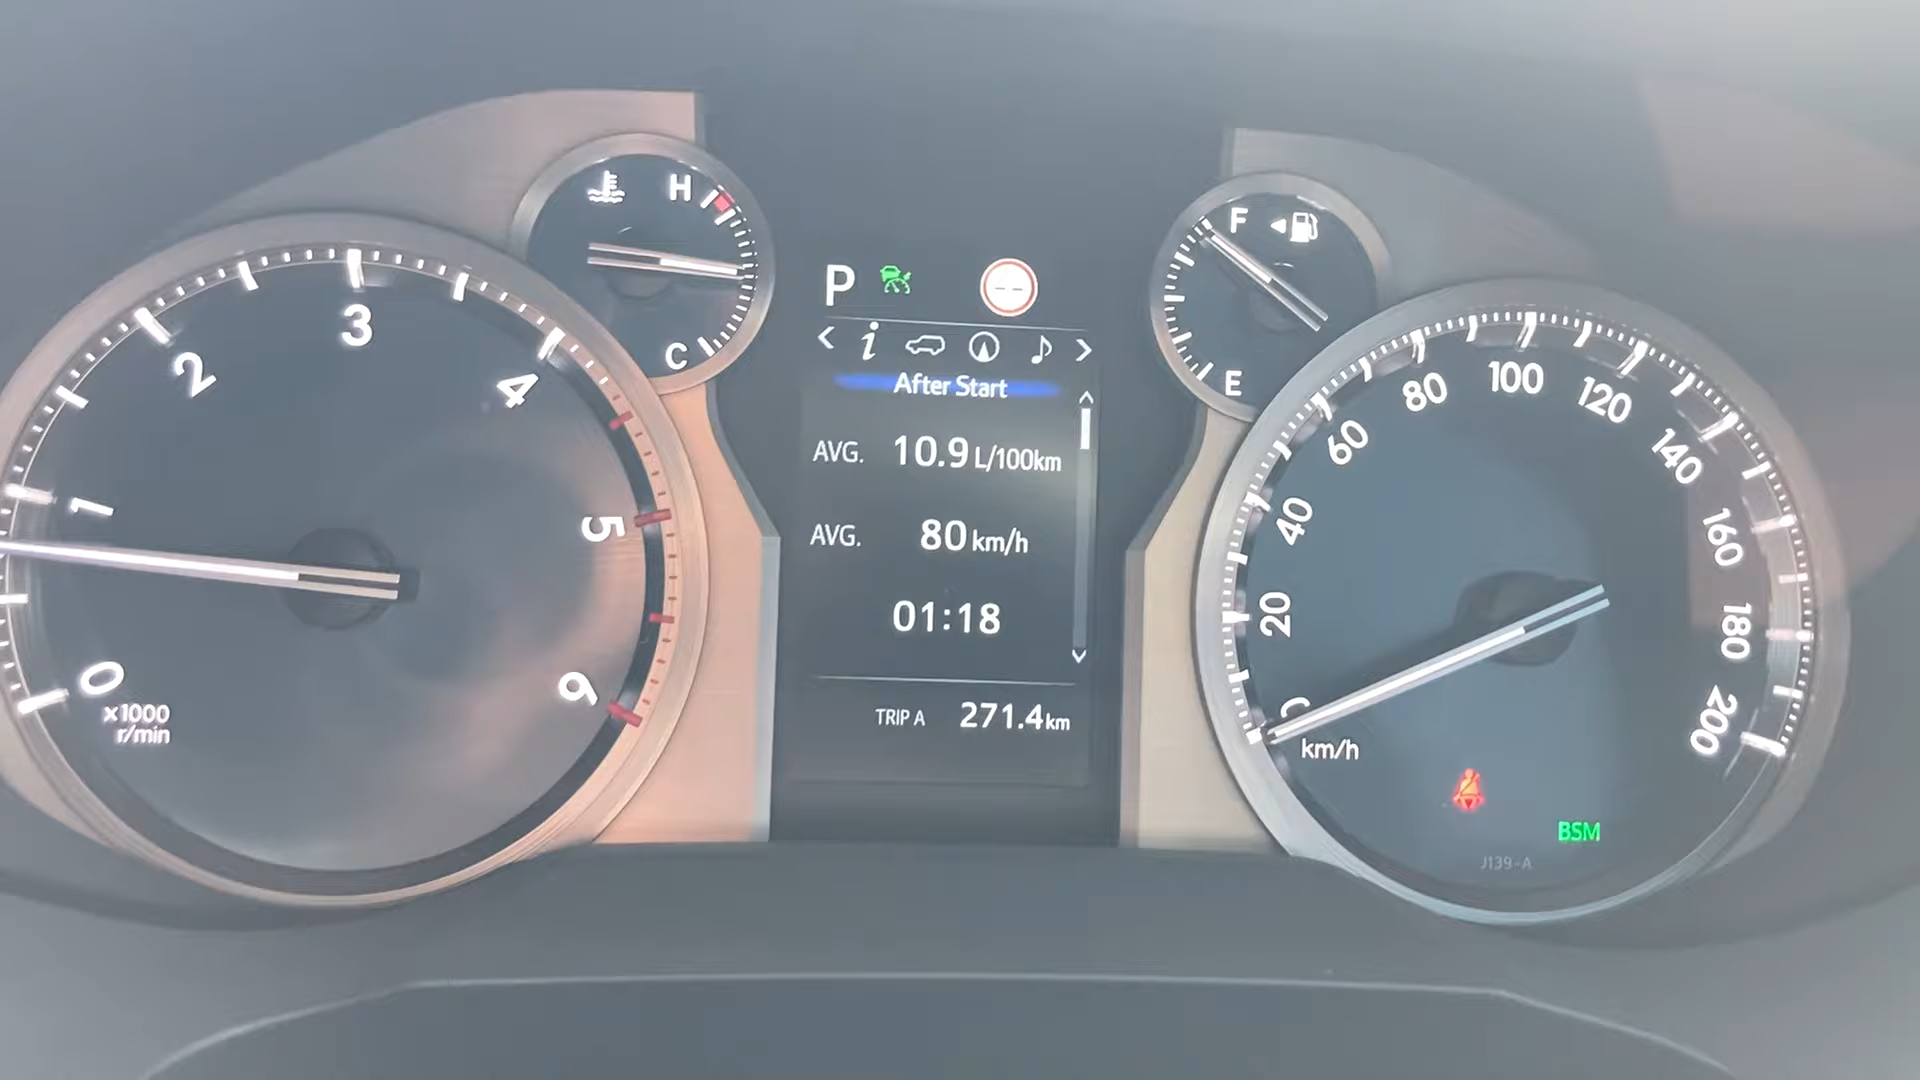 H
C
0
1
2
3
4
5
6
x1000
r/min
P
--
i
After Start
AVG. 10.9 L/100km
AVG. 80 km/h
01:18
TRIP A 271.4 km
F
E
20
40
60
80
100
120
140
160
180
200
km/h
BSM
J139-A